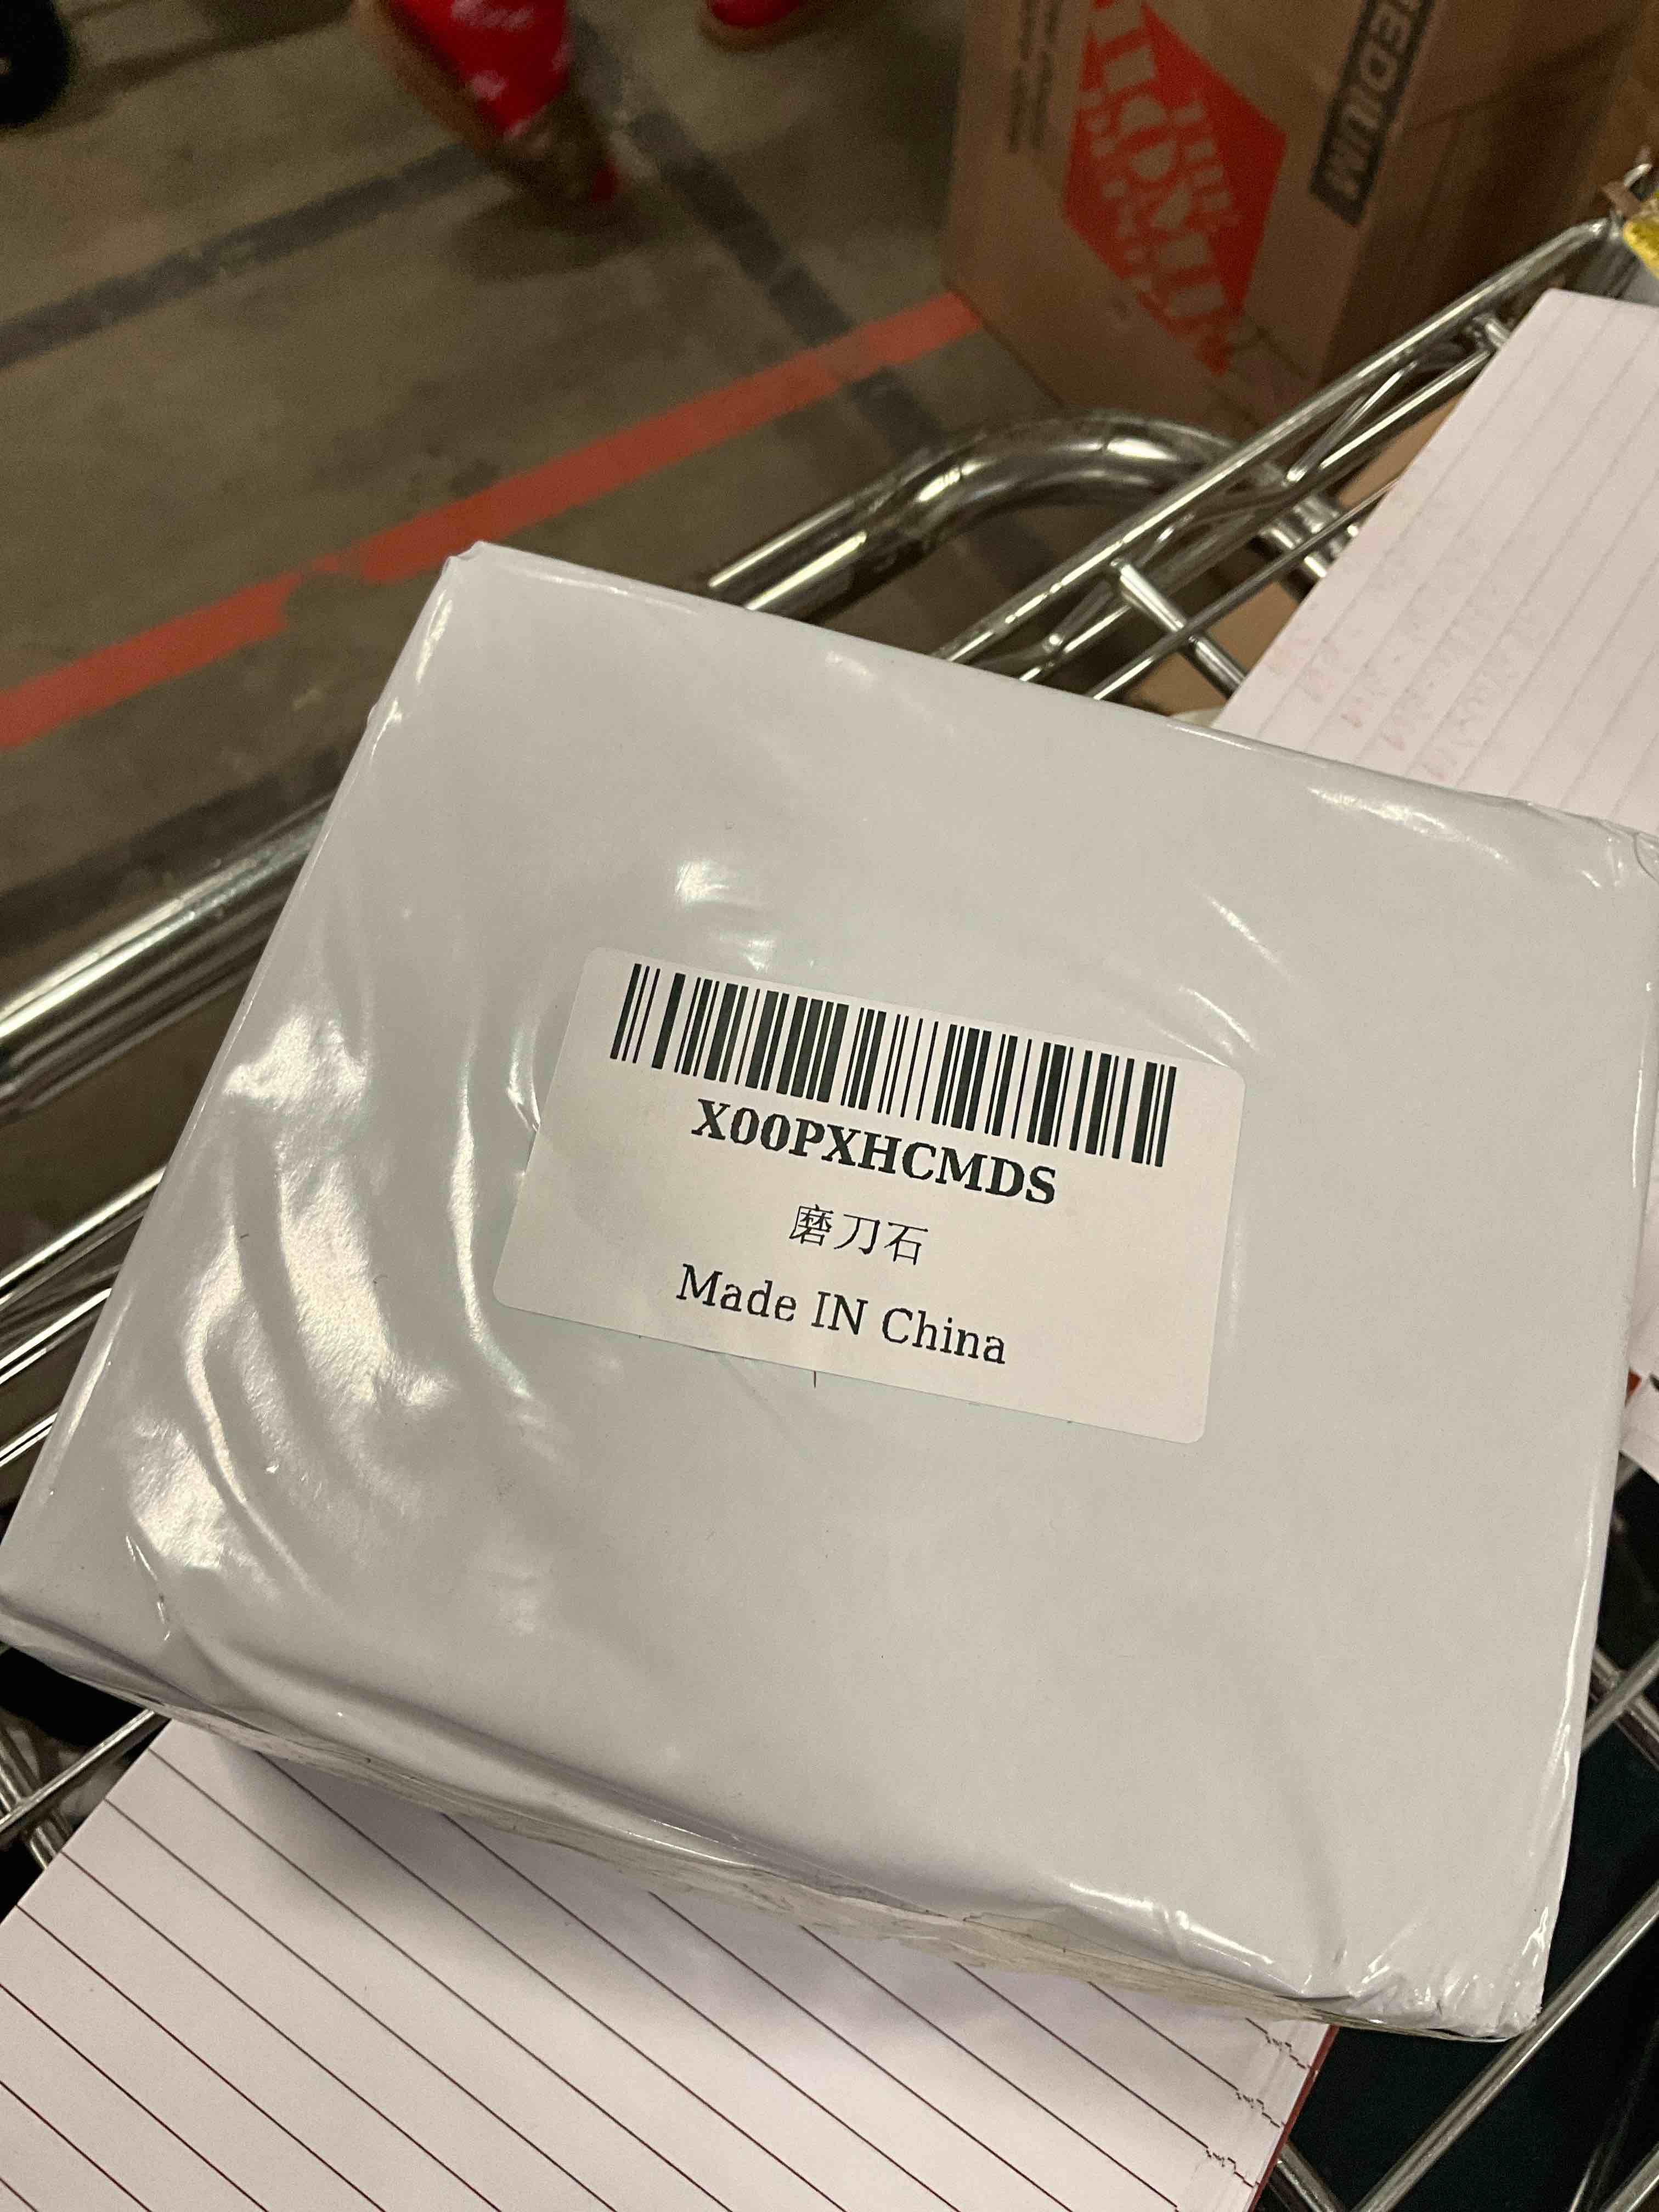 MEDIUM
X00PXHCMDS
磨刀石
Made IN China